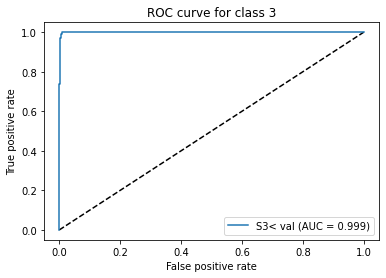 ROC curve for class 3
True positive rate
1.0
0.8
0.6
0.4
0.2
0.0
S3< val (AUC = 0.999)
0.0 0.2 0.4 0.6 0.8 1.0
False positive rate